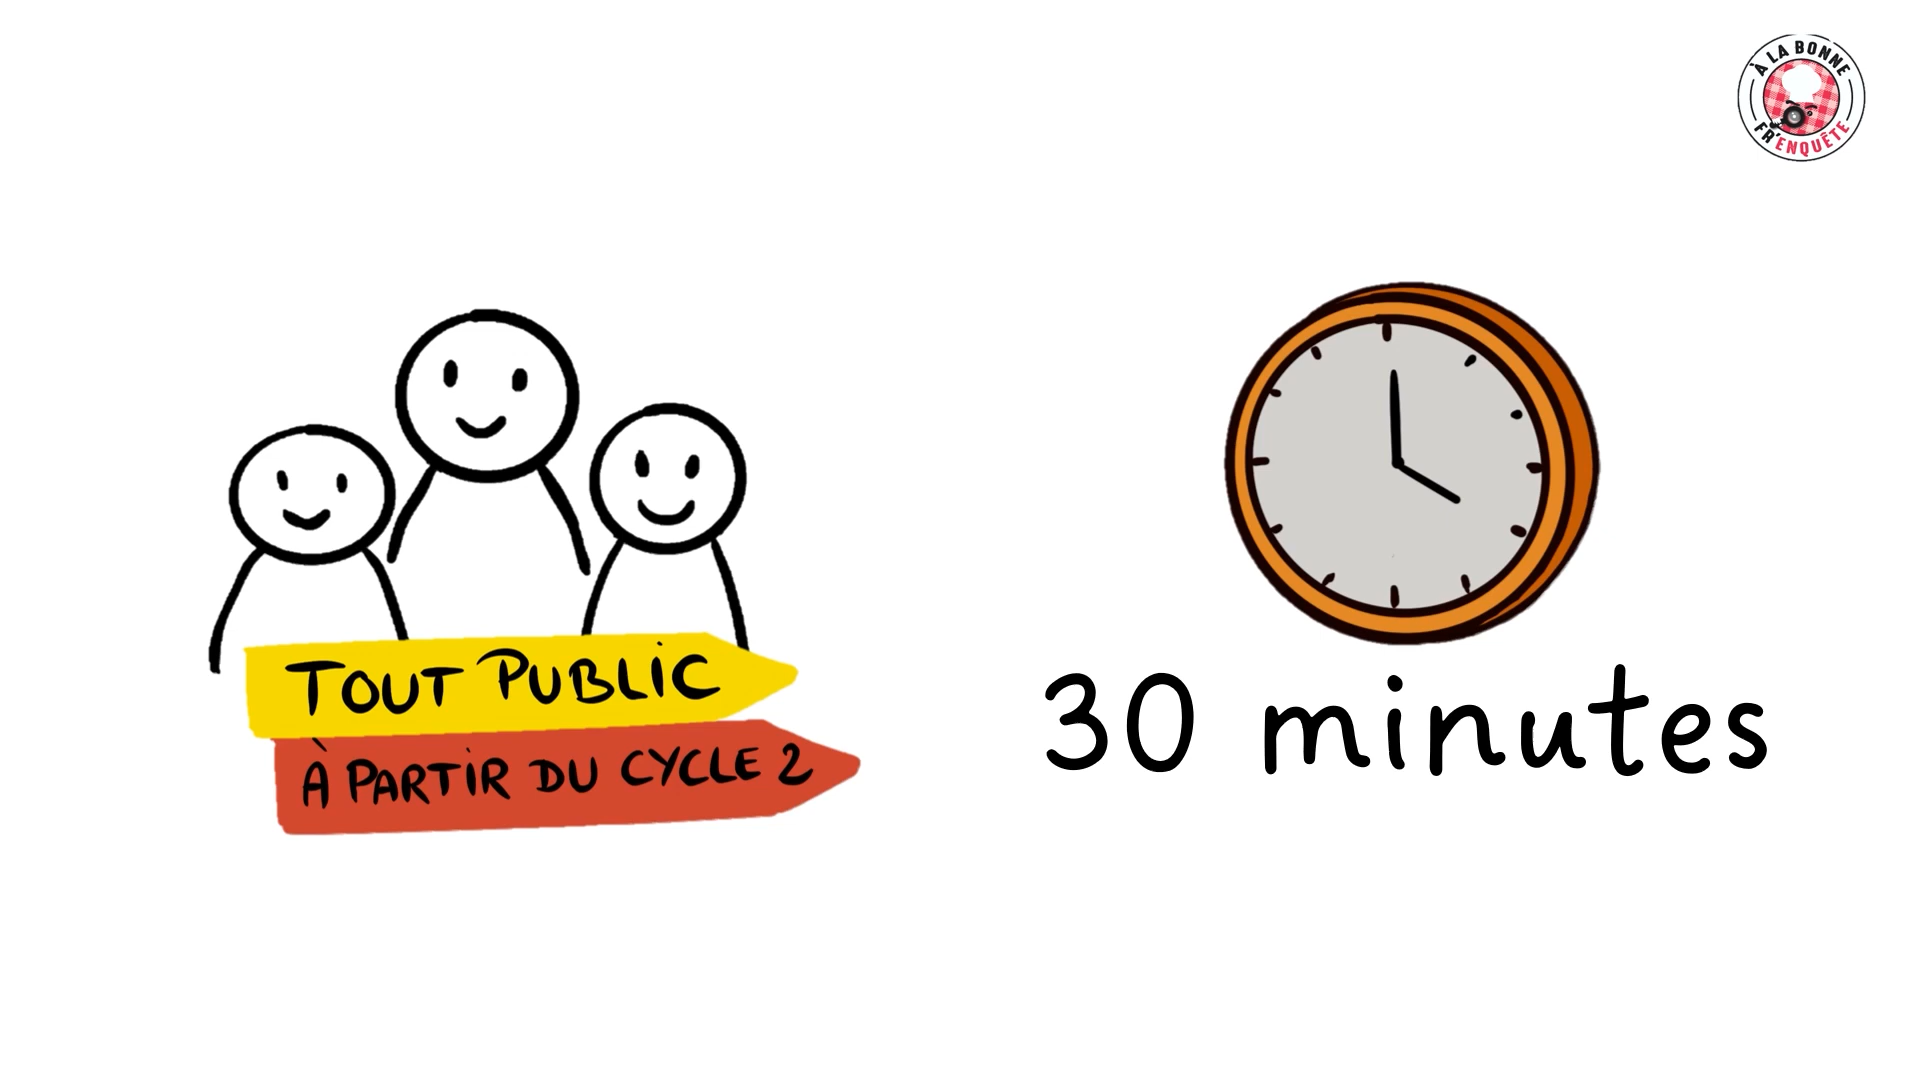 À LA BONNE
FR'ENQUÊTE
TOUT PUBLIC
À PARTIR DU CYCLE 2
30 minutes